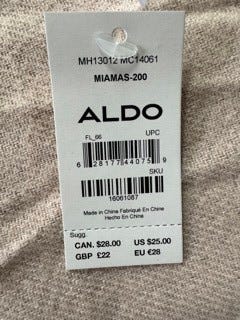 MH13012 MC14061
MIAMAS-200
ALDO
FL_66 UPC
6 28177 44075 9
SKU
16061087
Made in China Fabriqué En China
Hecho En China
Sugg.
CAN. $28.00 US $25.00
GBP £22 EU €28